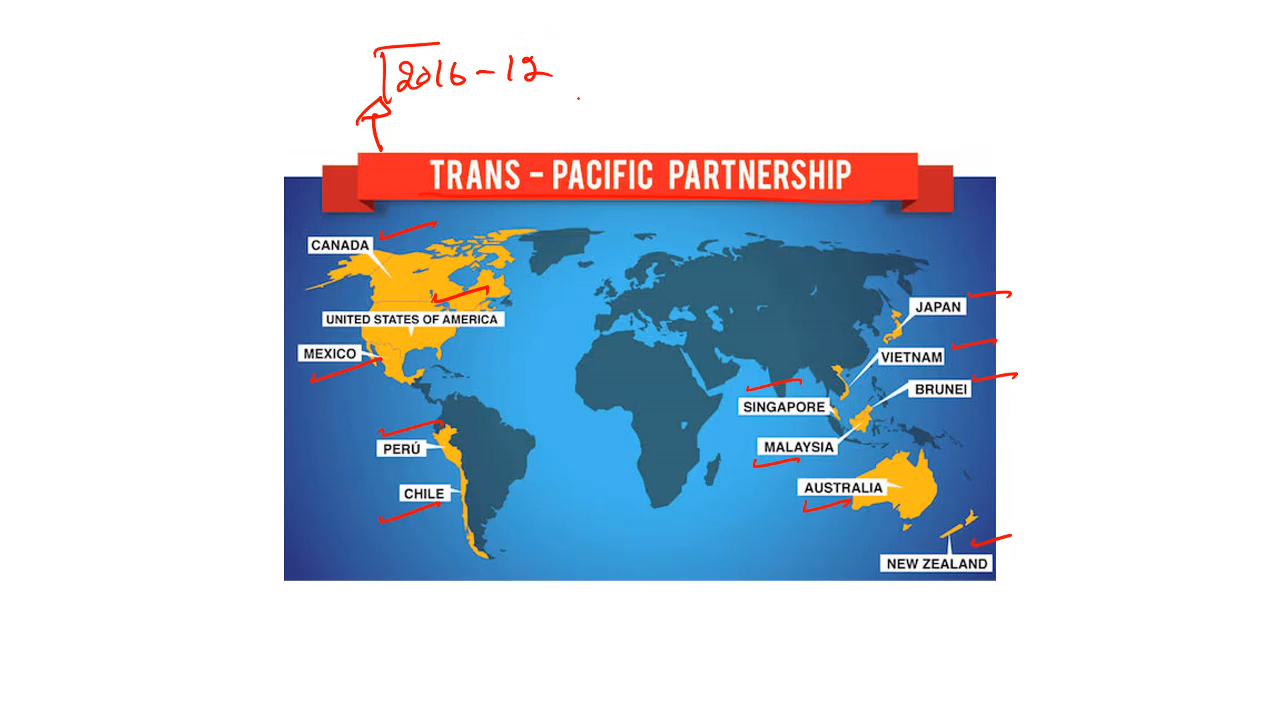 2016 - 12
TRANS - PACIFIC PARTNERSHIP
CANADA
UNITED STATES OF AMERICA
MEXICO
PERÚ
CHILE
JAPAN
VIETNAM
BRUNEI
SINGAPORE
MALAYSIA
AUSTRALIA
NEW ZEALAND